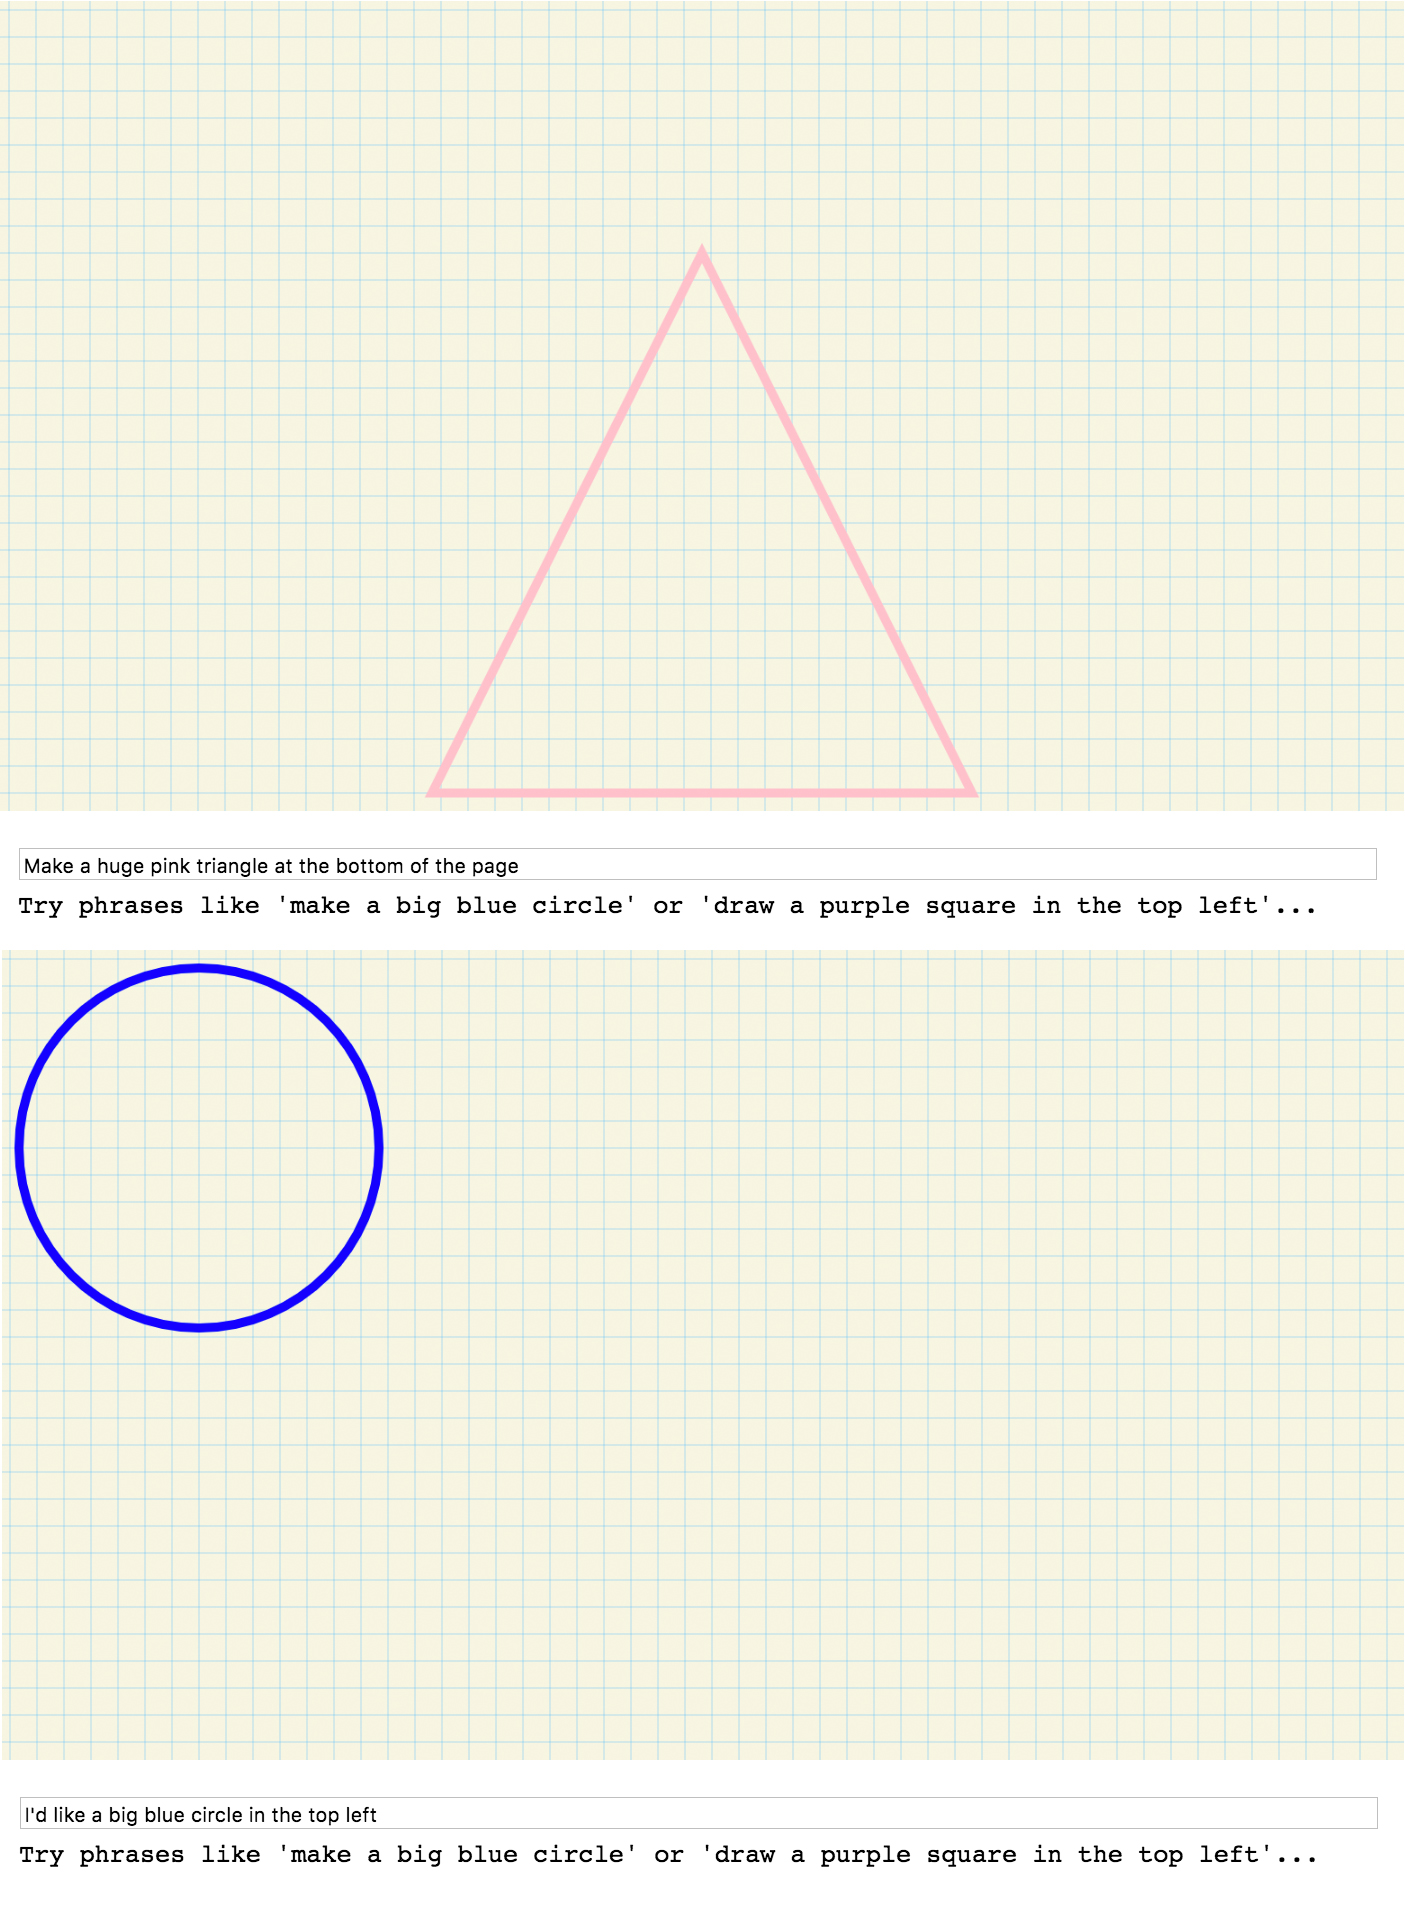 Make a huge pink triangle at the bottom of the page
Try phrases like 'make a big blue circle' or 'draw a purple square in the top left'...
I'd like a big blue circle in the top left
Try phrases like 'make a big blue circle' or 'draw a purple square in the top left'...